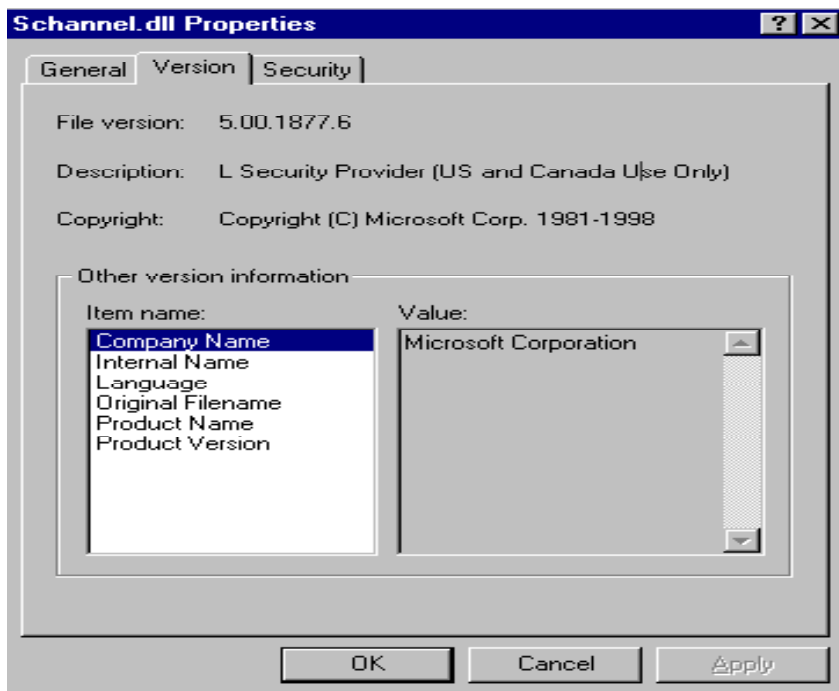 Schannel.dll Properties
General Version Security
File version: 5.00.1877.6
Description: L Security Provider (US and Canada Use Only)
Copyright: Copyright (C) Microsoft Corp. 1981-1998
Other version information
Item name: Value:
Company Name Microsoft Corporation
Internal Name
Language
Original Filename
Product Name
Product Version
OK Cancel Apply